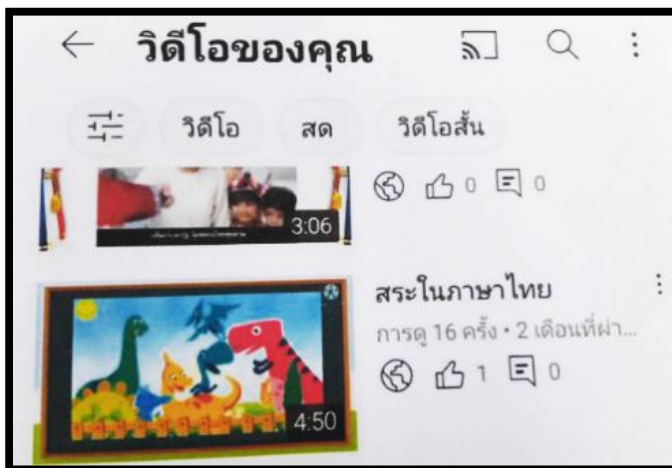 วิดีโอของคุณ
วิดีโอ สด วิดีโอสั้น
0 0
3:06
สระในภาษาไทย
การดู 16 ครั้ง • 2 เดือนที่ผ่า...
1 0
4:50